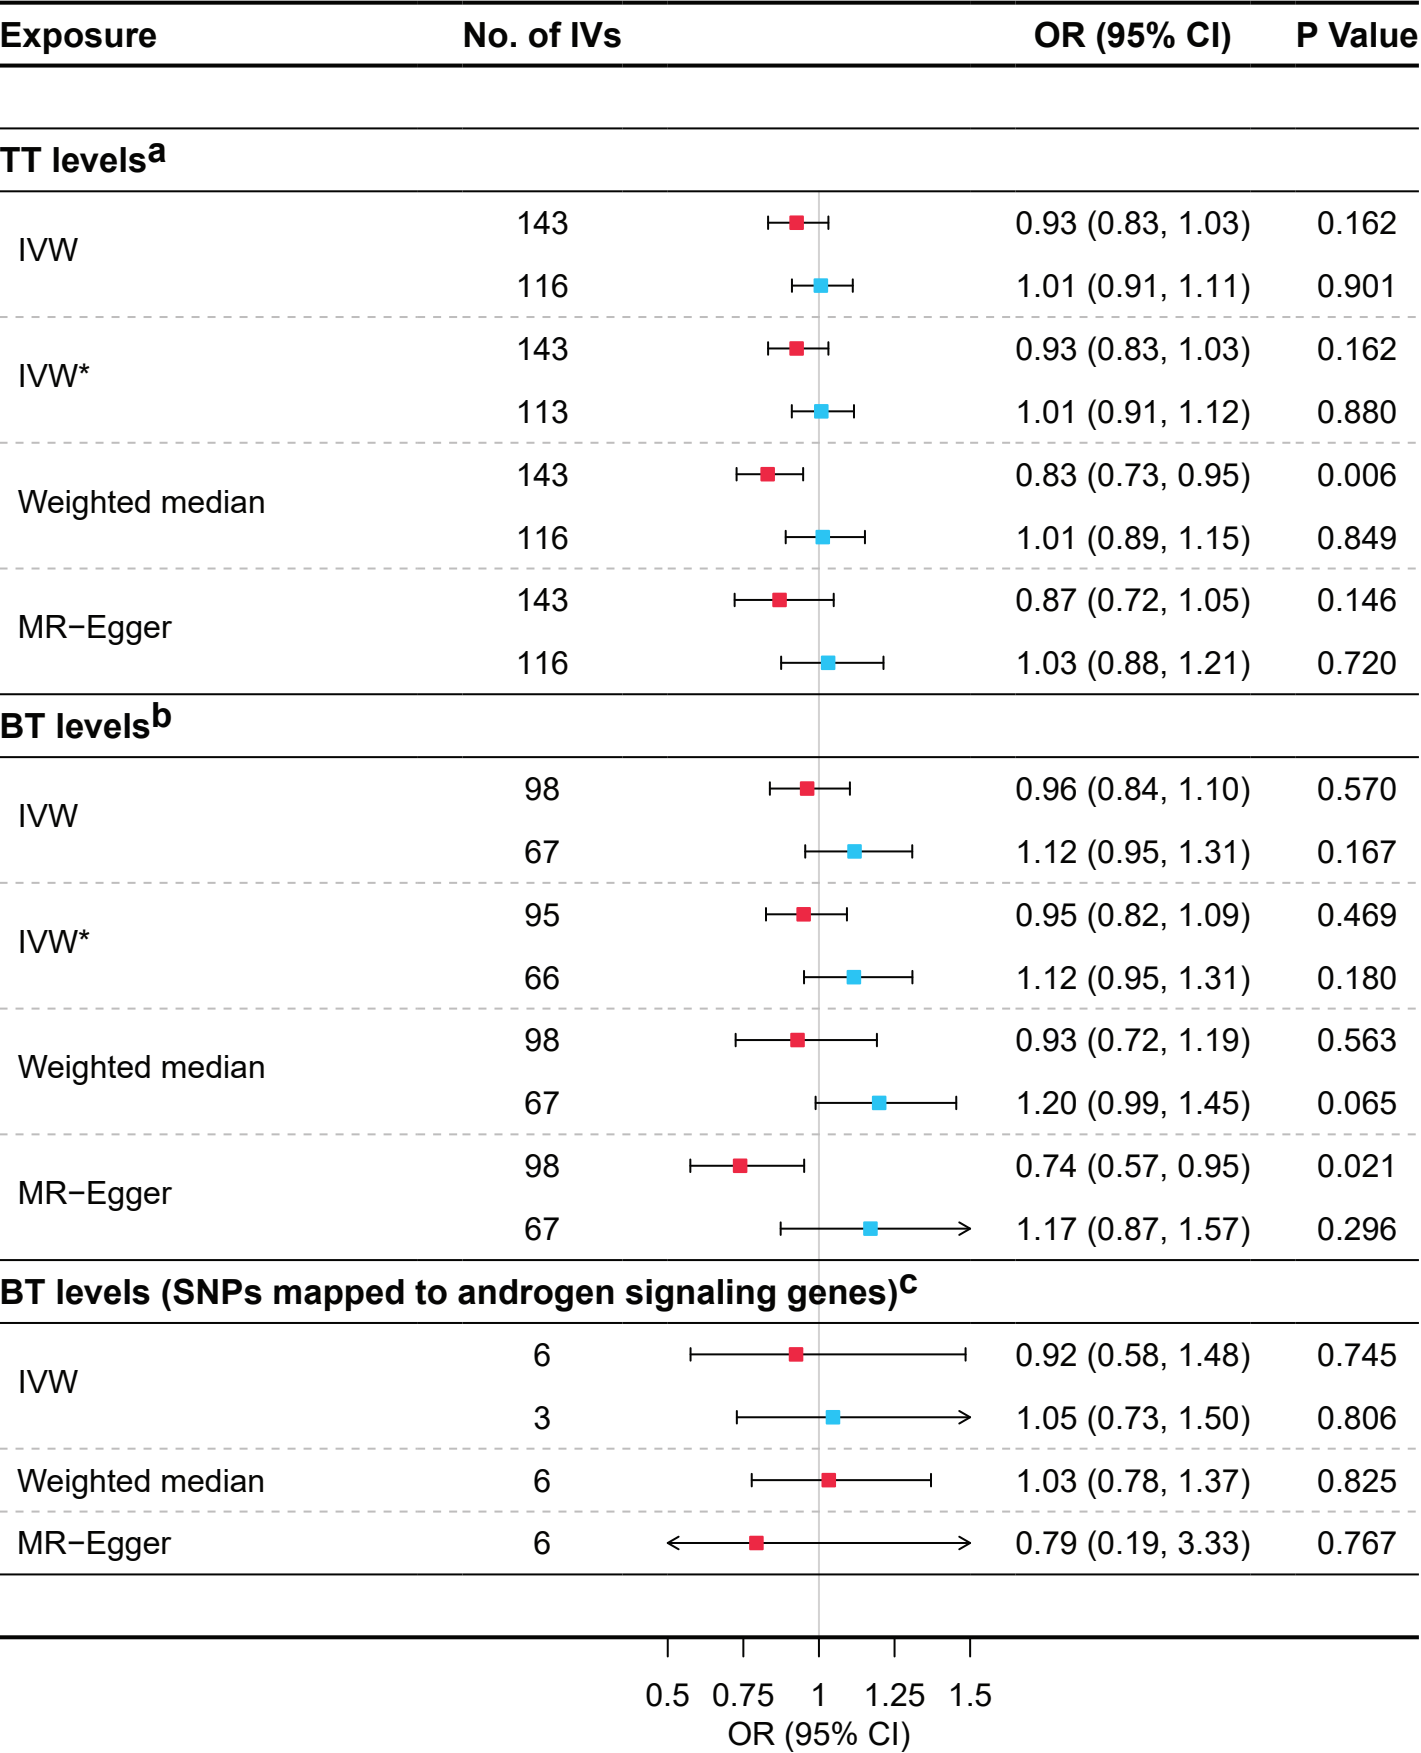 Exposure No. of IVs OR (95% CI) P Value
TT levelsa
IVW
143 0.93 (0.83, 1.03) 0.162
116 1.01 (0.91, 1.11) 0.901
IVW*
143 0.93 (0.83, 1.03) 0.162
113 1.01 (0.91, 1.12) 0.880
Weighted median
143 0.83 (0.73, 0.95) 0.006
116 1.01 (0.89, 1.15) 0.849
MR−Egger
143 0.87 (0.72, 1.05) 0.146
116 1.03 (0.88, 1.21) 0.720
BT levelsb
IVW
98 0.96 (0.84, 1.10) 0.570
67 1.12 (0.95, 1.31) 0.167
IVW*
95 0.95 (0.82, 1.09) 0.469
66 1.12 (0.95, 1.31) 0.180
Weighted median
98 0.93 (0.72, 1.19) 0.563
67 1.20 (0.99, 1.45) 0.065
MR−Egger
98 0.74 (0.57, 0.95) 0.021
67 1.17 (0.87, 1.57) 0.296
BT levels (SNPs mapped to androgen signaling genes)c
IVW
6 0.92 (0.58, 1.48) 0.745
3 1.05 (0.73, 1.50) 0.806
Weighted median 6 1.03 (0.78, 1.37) 0.825
MR−Egger 6 0.79 (0.19, 3.33) 0.767
0.5 0.75 1 1.25 1.5
OR (95% CI)